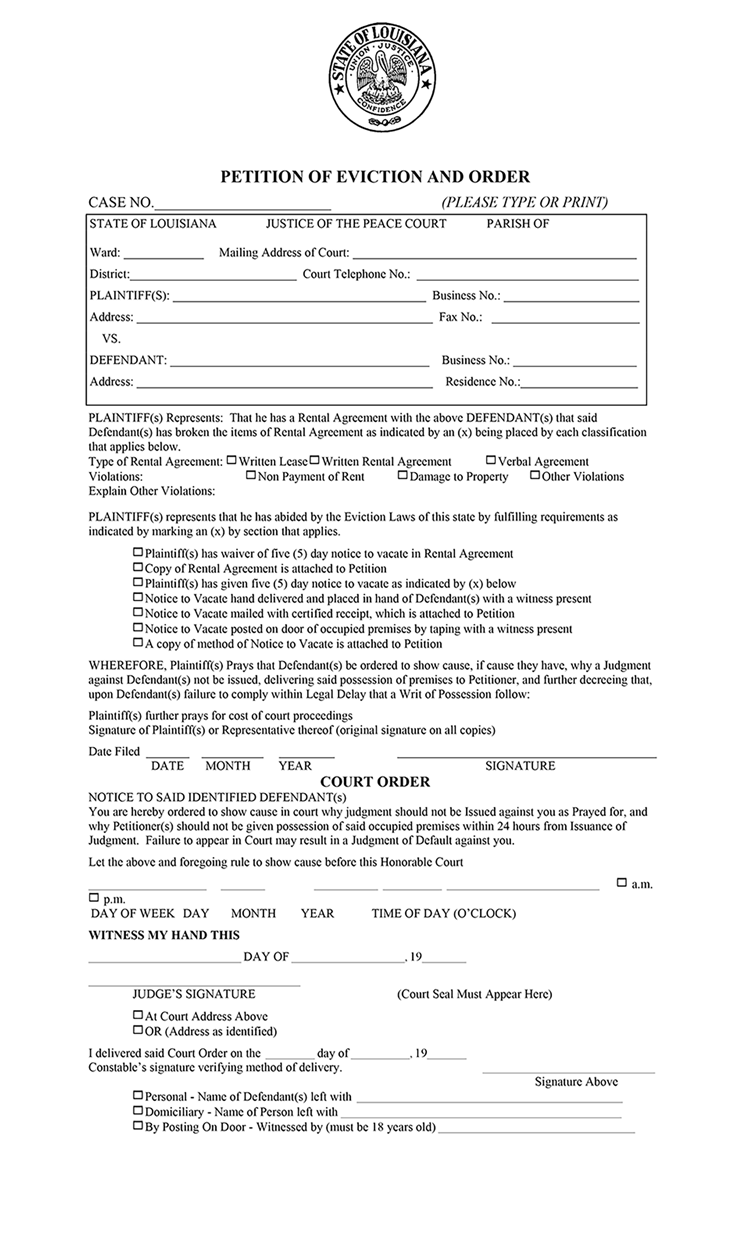 STATE OF LOUISIANA
UNION · JUSTICE
CONFIDENCE
PETITION OF EVICTION AND ORDER
CASE NO.______________________ (PLEASE TYPE OR PRINT)
STATE OF LOUISIANA JUSTICE OF THE PEACE COURT PARISH OF
Ward: _____________ Mailing Address of Court: _______________________________________________
District:___________________________ Court Telephone No.: _____________________________________
PLAINTIFF(S): __________________________________________ Business No.: ______________________
Address: _________________________________________________ Fax No.: ________________________
VS.
DEFENDANT: ___________________________________________ Business No.: ____________________
Address: _________________________________________________ Residence No.:___________________
PLAINTIFF(s) Represents: That he has a Rental Agreement with the above DEFENDANT(s) that said
Defendant(s) has broken the items of Rental Agreement as indicated by an (x) being placed by each classification
that applies below.
Type of Rental Agreement: ☐ Written Lease☐ Written Rental Agreement ☐ Verbal Agreement
Violations: ☐ Non Payment of Rent ☐ Damage to Property ☐ Other Violations
Explain Other Violations:
PLAINTIFF(s) represents that he has abided by the Eviction Laws of this state by fulfilling requirements as
indicated by marking an (x) by section that applies.
☐ Plaintiff(s) has waiver of five (5) day notice to vacate in Rental Agreement
☐ Copy of Rental Agreement is attached to Petition
☐ Plaintiff(s) has given five (5) day notice to vacate as indicated by (x) below
☐ Notice to Vacate hand delivered and placed in hand of Defendant(s) with a witness present
☐ Notice to Vacate mailed with certified receipt, which is attached to Petition
☐ Notice to Vacate posted on door of occupied premises by taping with a witness present
☐ A copy of method of Notice to Vacate is attached to Petition
WHEREFORE, Plaintiff(s) Prays that Defendant(s) be ordered to show cause, if cause they have, why a Judgment
against Defendant(s) not be issued, delivering said possession of premises to Petitioner, and further decreeing that,
upon Defendant(s) failure to comply within Legal Delay that a Writ of Possession follow:
Plaintiff(s) further prays for cost of court proceedings
Signature of Plaintiff(s) or Representative thereof (original signature on all copies)
Date Filed _______ __________ _________ ___________________________________________
DATE MONTH YEAR SIGNATURE
COURT ORDER
NOTICE TO SAID IDENTIFIED DEFENDANT(s)
You are hereby ordered to show cause in court why judgment should not be Issued against you as Prayed for, and
why Petitioner(s) should not be given possession of said occupied premises within 24 hours from Issuance of
Judgment. Failure to appear in Court may result in a Judgment of Default against you.
Let the above and foregoing rule to show cause before this Honorable Court
___________________ _______ ___________ __________ _________________________ ☐ a.m.
☐ p.m.
DAY OF WEEK DAY MONTH YEAR TIME OF DAY (O’CLOCK)
WITNESS MY HAND THIS
_________________________ DAY OF ___________________, 19_______
___________________________________
JUDGE’S SIGNATURE (Court Seal Must Appear Here)
☐ At Court Address Above
☐ OR (Address as identified)
I delivered said Court Order on the ________ day of __________, 19______
Constable’s signature verifying method of delivery. ____________________________
Signature Above
☐ Personal - Name of Defendant(s) left with ____________________________________________
☐ Domiciliary - Name of Person left with _______________________________________________
☐ By Posting On Door - Witnessed by (must be 18 years old) ________________________________